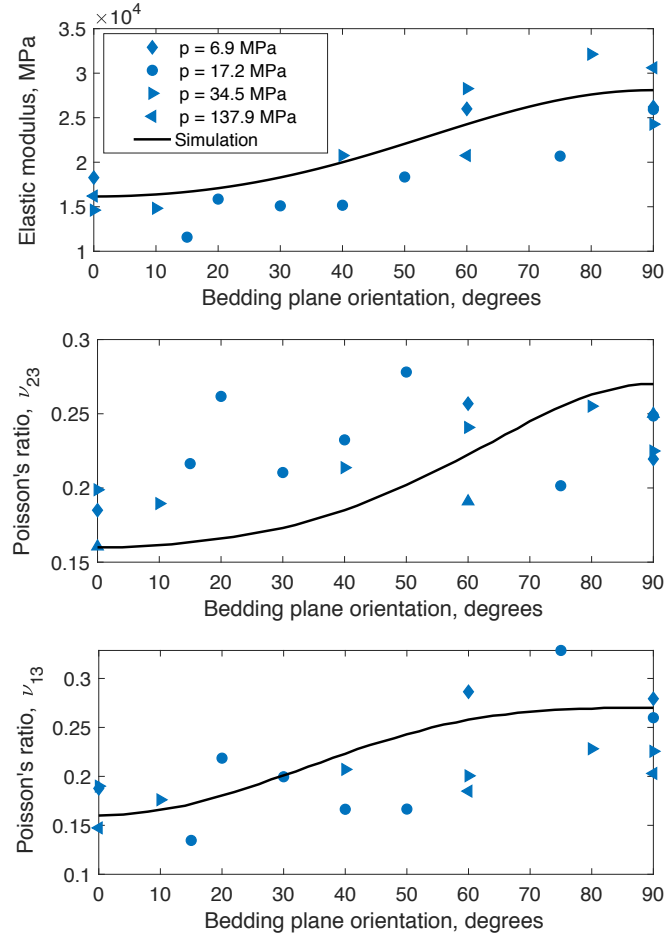 ×10⁴
3.5
3
2.5
2
1.5
1
Elastic modulus, MPa
p = 6.9 MPa
p = 17.2 MPa
p = 34.5 MPa
p = 137.9 MPa
Simulation
0 10 20 30 40 50 60 70 80 90
Bedding plane orientation, degrees
0.3
0.25
0.2
0.15
Poisson's ratio, ν₂₃
0 10 20 30 40 50 60 70 80 90
Bedding plane orientation, degrees
0.3
0.25
0.2
0.15
0.1
Poisson's ratio, ν₁₃
0 10 20 30 40 50 60 70 80 90
Bedding plane orientation, degrees